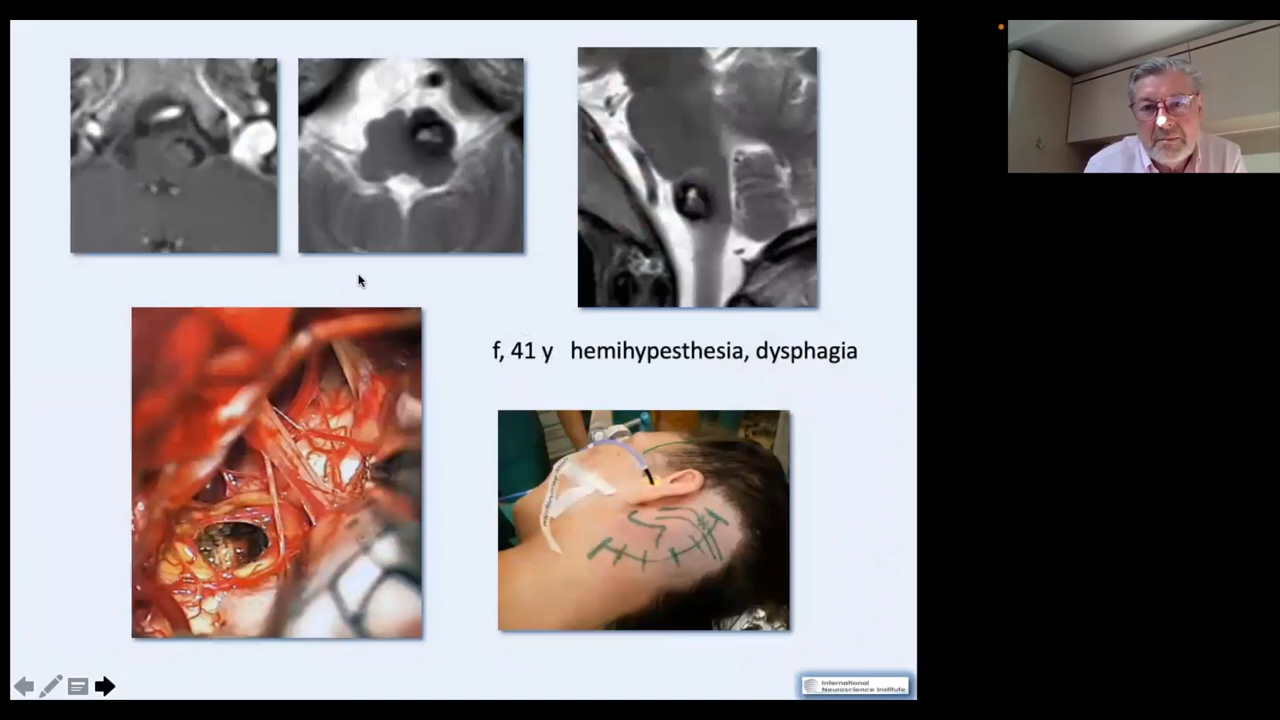 f, 41 y hemihypesthesia, dysphagia
International
Neuroscience Institute